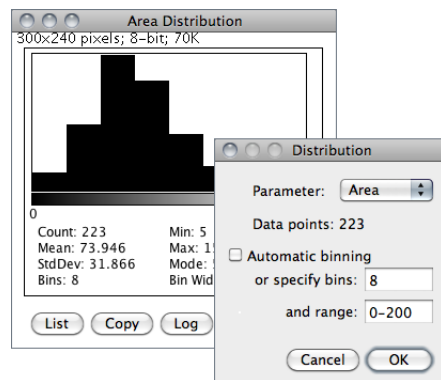 Area Distribution
300x240 pixels; 8-bit; 70K
0
Count: 223 Min: 5
Mean: 73.946 Max:
StdDev: 31.866 Mode:
Bins: 8 Bin
List Copy Log
Distribution
Parameter: Area
Data points: 223
Automatic binning
or specify bins: 8
and range: 0-200
Cancel OK